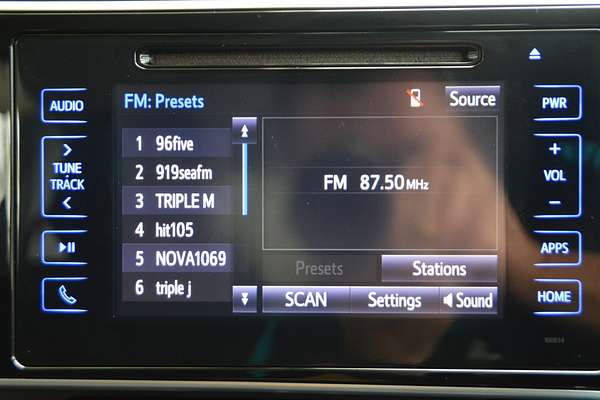 AUDIO
FM: Presets
Source
PWR
1 96five
2 919seafm
3 TRIPLE M
4 hit105
5 NOVA1069
6 triple j
TUNE
TRACK
FM 87.50 MHz
+
VOL
−
Presets
Stations
APPS
SCAN
Settings
Sound
HOME